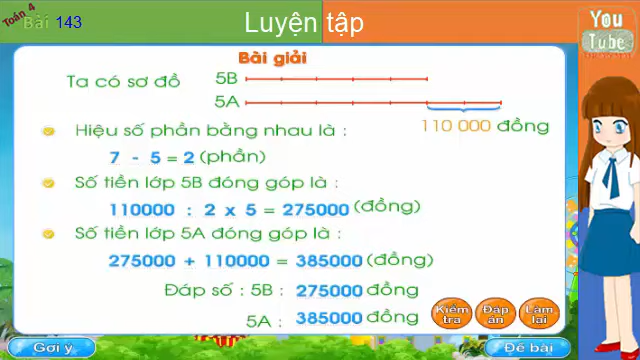 Toán 4
Bài 143
Luyện tập
You
Tube
Bài giải
Ta có sơ đồ
5B
5A
110 000 đồng
Hiệu số phần bằng nhau là :
7 - 5 = 2 (phần)
Số tiền lớp 5B đóng góp là :
110000 : 2 x 5 = 275000 (đồng)
Số tiền lớp 5A đóng góp là :
275000 + 110000 = 385000 (đồng)
Đáp số : 5B : 275000 đồng
5A : 385000 đồng
Kiểm tra
Đáp án
Làm lại
Gợi ý
Đề bài